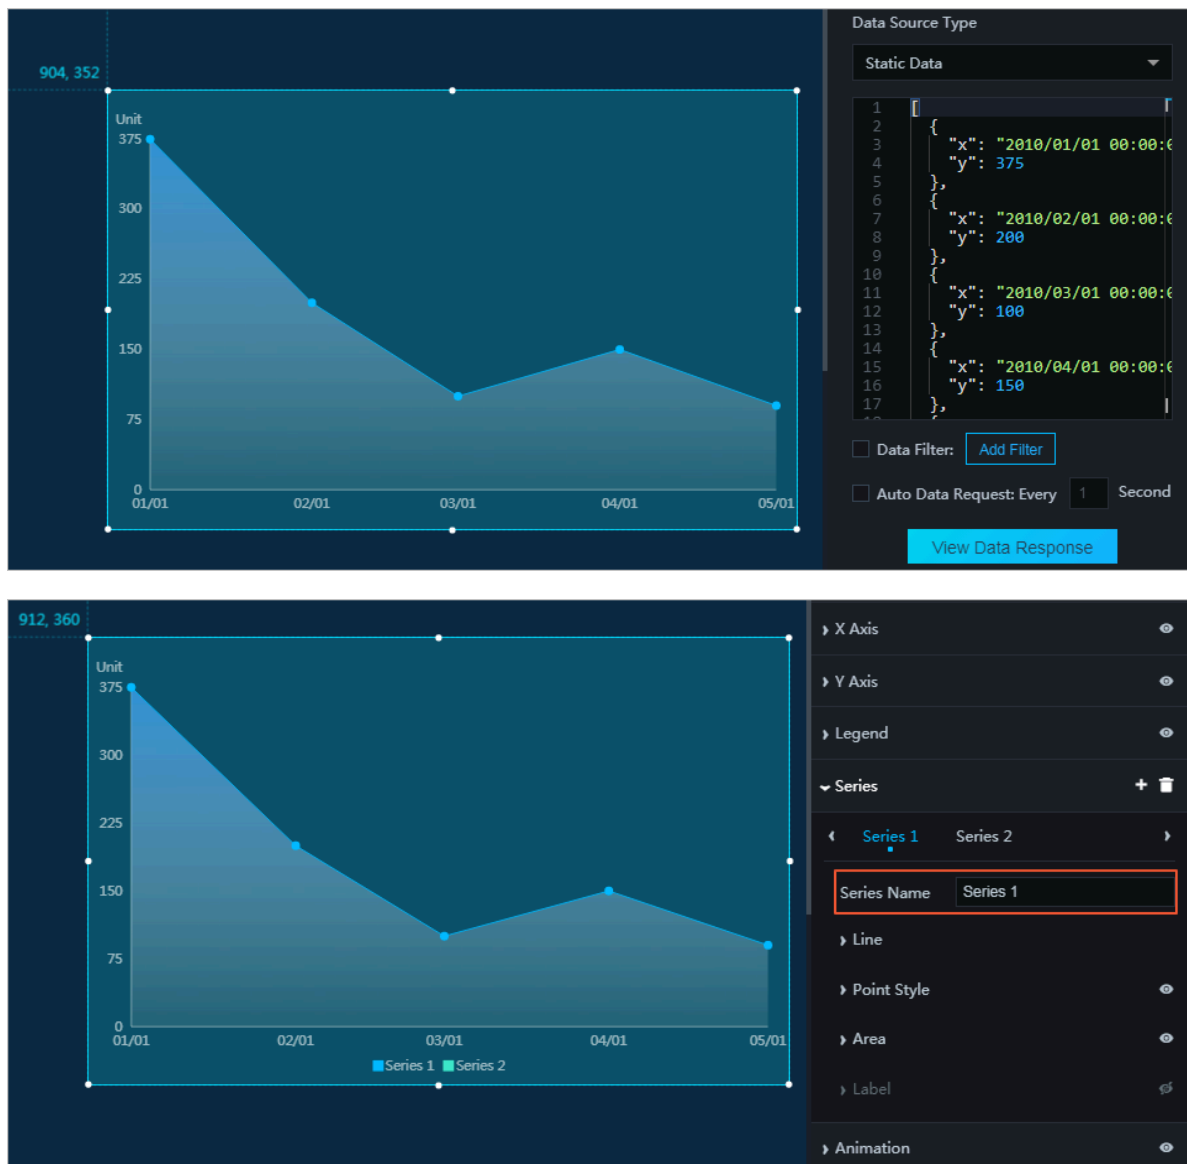 904, 352
Unit
375
300
225
150
75
0
01/01 02/01 03/01 04/01 05/01
Data Source Type
Static Data
1 [
2 {
3 "x": "2010/01/01 00:00:0
4 "y": 375
5 },
6 {
7 "x": "2010/02/01 00:00:0
8 "y": 200
9 },
10 {
11 "x": "2010/03/01 00:00:0
12 "y": 100
13 },
14 {
15 "x": "2010/04/01 00:00:0
16 "y": 150
17 },
Data Filter: Add Filter
Auto Data Request: Every 1 Second
View Data Response
912, 360
Unit
375
300
225
150
75
0
01/01 02/01 03/01 04/01 05/01
Series 1 Series 2
X Axis
Y Axis
Legend
Series
Series 1 Series 2
Series Name Series 1
Line
Point Style
Area
Label
Animation